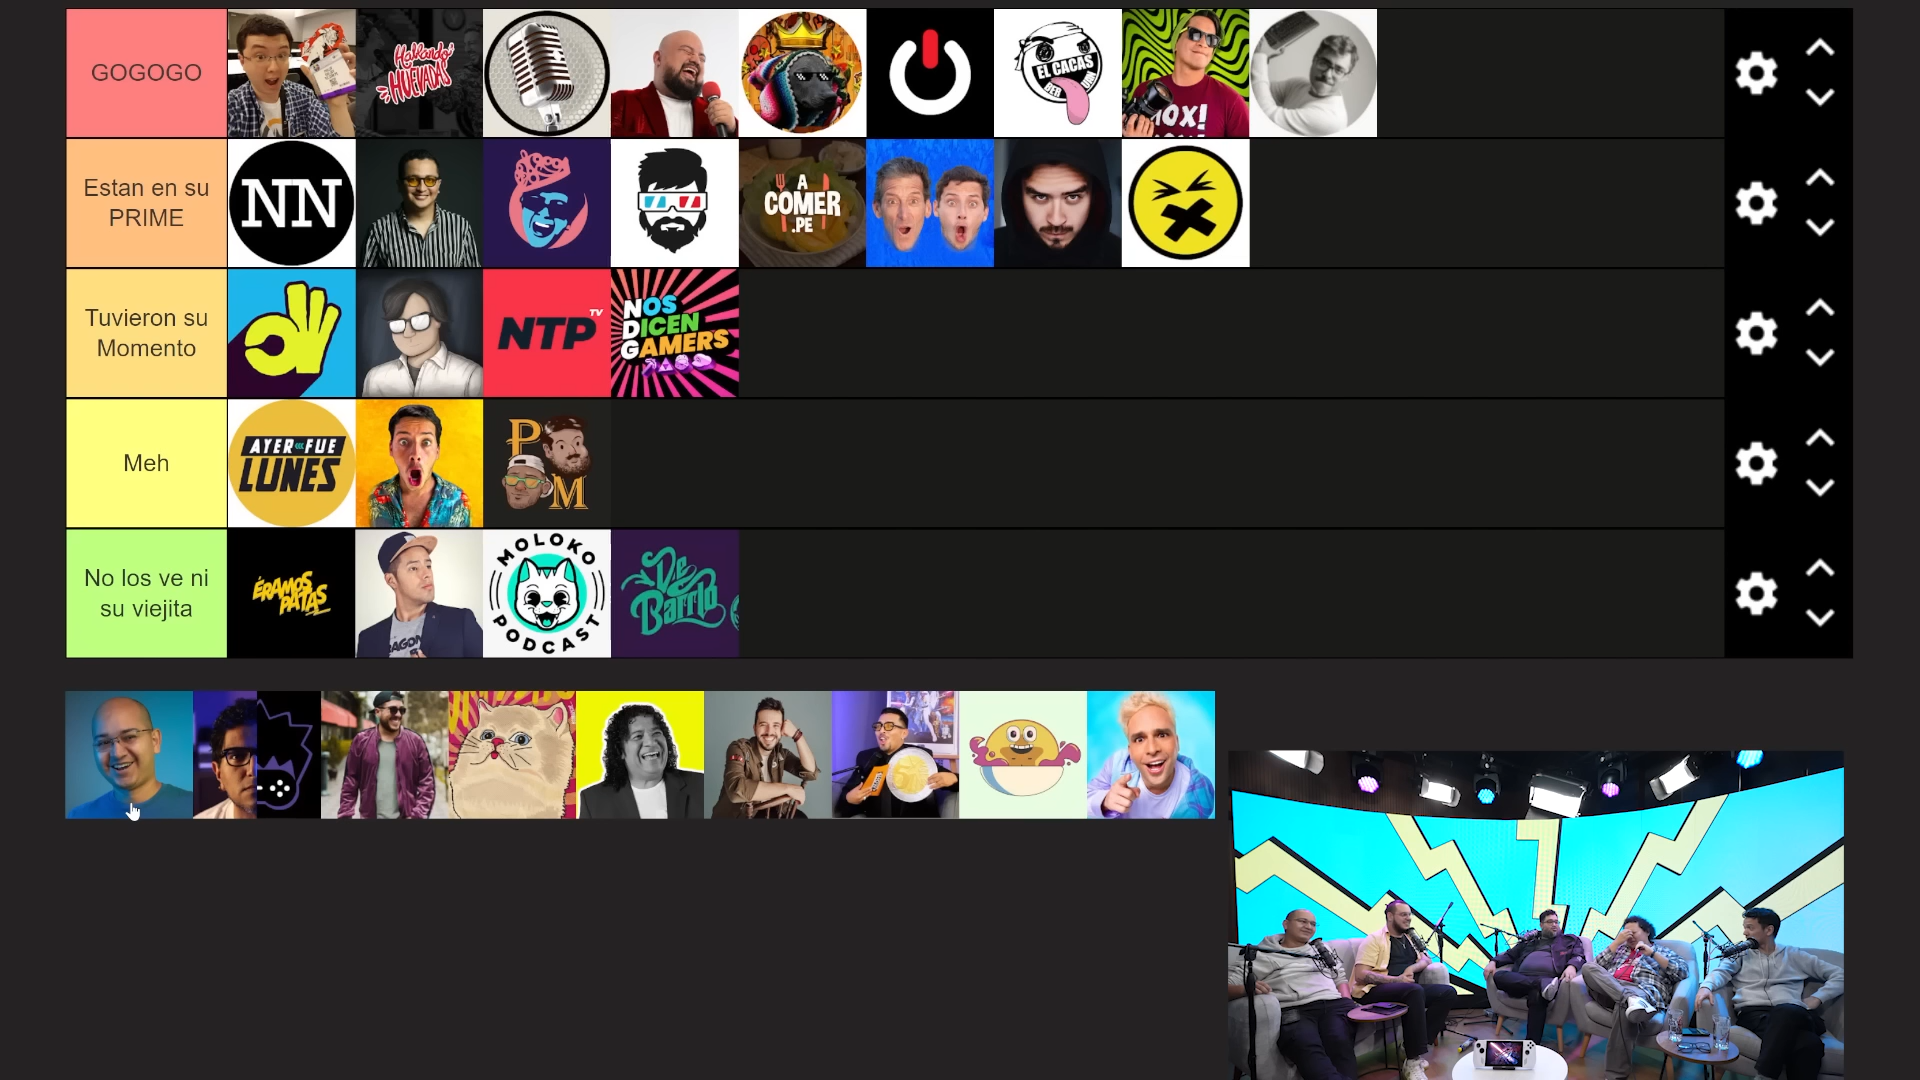 GOGOGO
Hablando
HUEVADAS
EL CACAS
BER
OX!
Estan en su
PRIME
NN
A
COMER
.PE
Tuvieron su
Momento
NTP
TV
NOS
DICEN
GAMERS
Meh
AYER FUE
LUNES
P
M
No los ve ni
su viejita
ÉRAMOS
PATAS
MOLOKO
PODCAST
De
Barrio